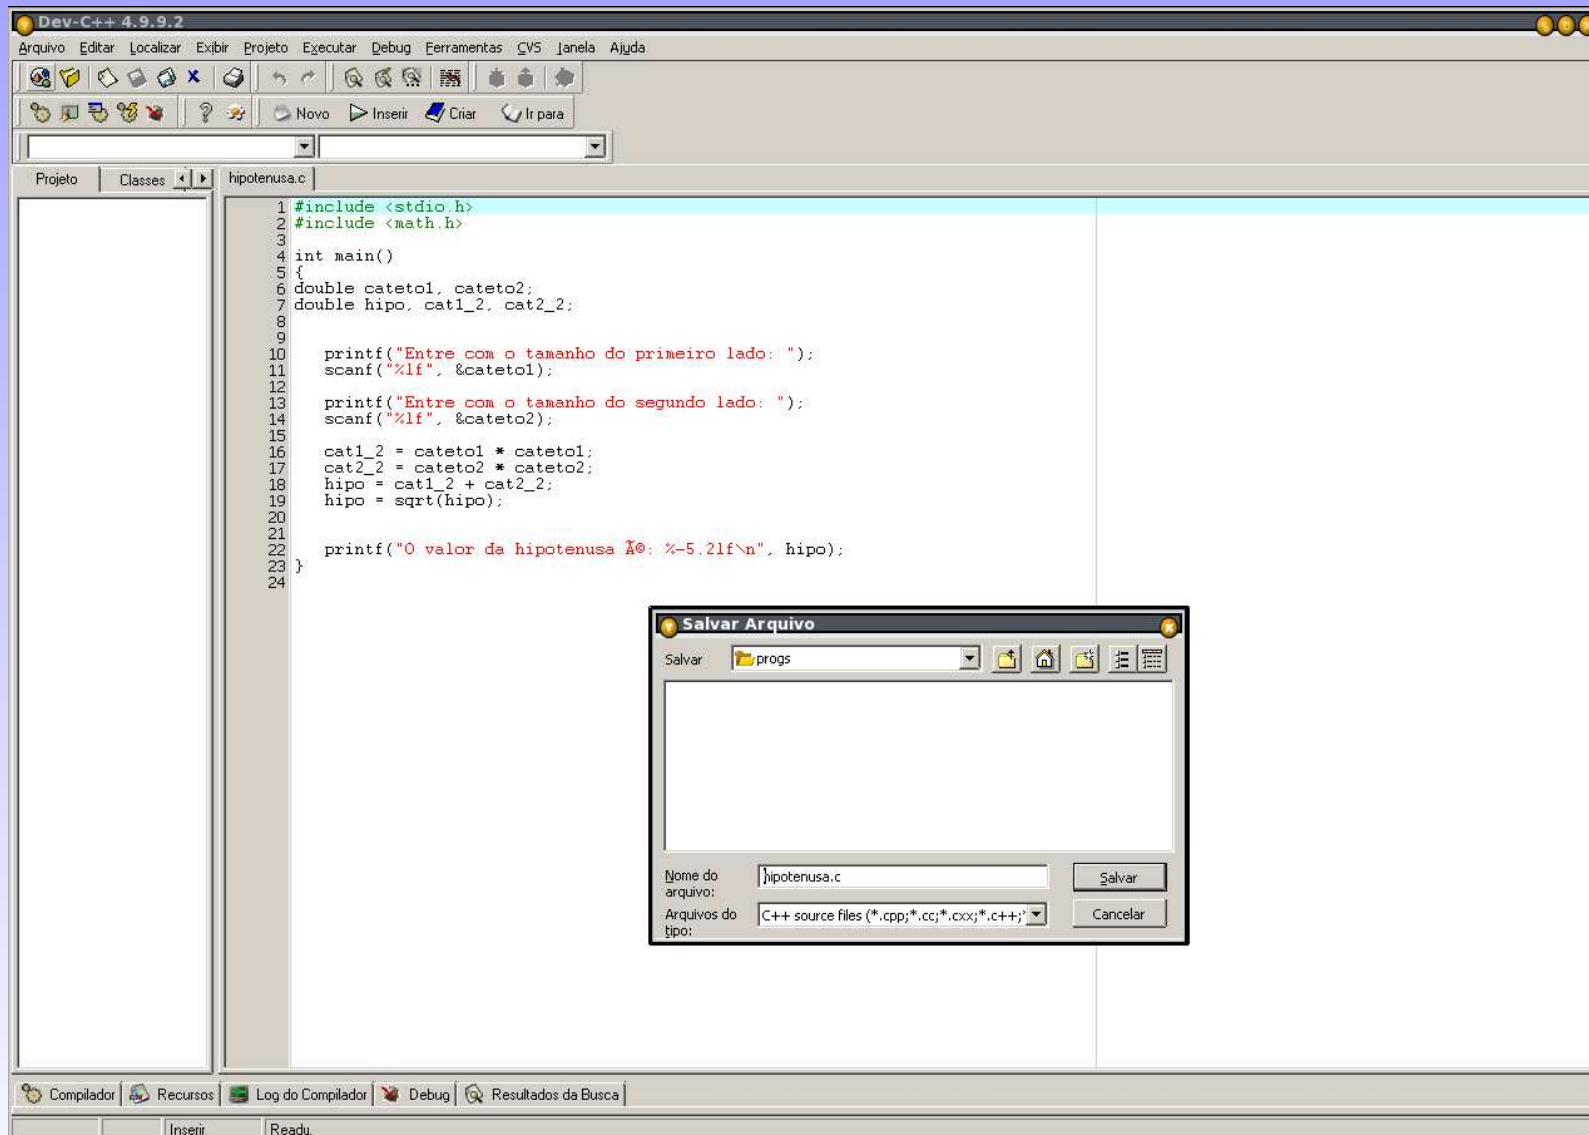 Dev-C++ 4.9.9.2
Arquivo Editar Localizar Exibir Projeto Executar Debug Ferramentas CVS Janela Ajuda
Novo Inserir Criar Ir para
Projeto Classes hipotenusa.c
1 #include <stdio.h>
2 #include <math.h>
3
4 int main()
5 {
6 double cateto1, cateto2;
7 double hipo, cat1_2, cat2_2;
8
9
10 printf("Entre com o tamanho do primeiro lado: ");
11 scanf("%lf", &cateto1);
12
13 printf("Entre com o tamanho do segundo lado: ");
14 scanf("%lf", &cateto2);
15
16 cat1_2 = cateto1 * cateto1;
17 cat2_2 = cateto2 * cateto2;
18 hipo = cat1_2 + cat2_2;
19 hipo = sqrt(hipo);
20
21
22 printf("O valor da hipotenusa Ã©: %-5.2lf\n", hipo);
23 }
24
Salvar Arquivo
Salvar progs
Nome do arquivo: hipotenusa.c Salvar
Arquivos do tipo: C++ source files (*.cpp;*.cc;*.cxx;*.c++;* Cancelar
Compilador Recursos Log do Compilador Debug Resultados da Busca
Inserir Ready.